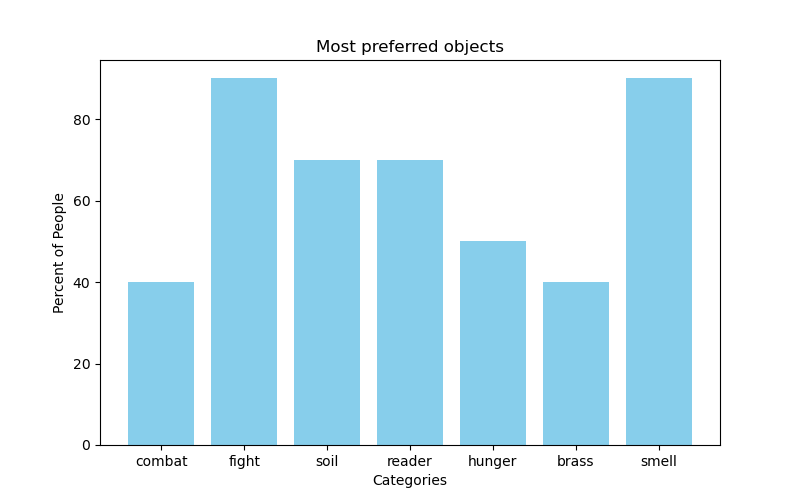 Most preferred objects
Percent of People
80
60
40
20
0
combat fight soil reader hunger brass smell
Categories